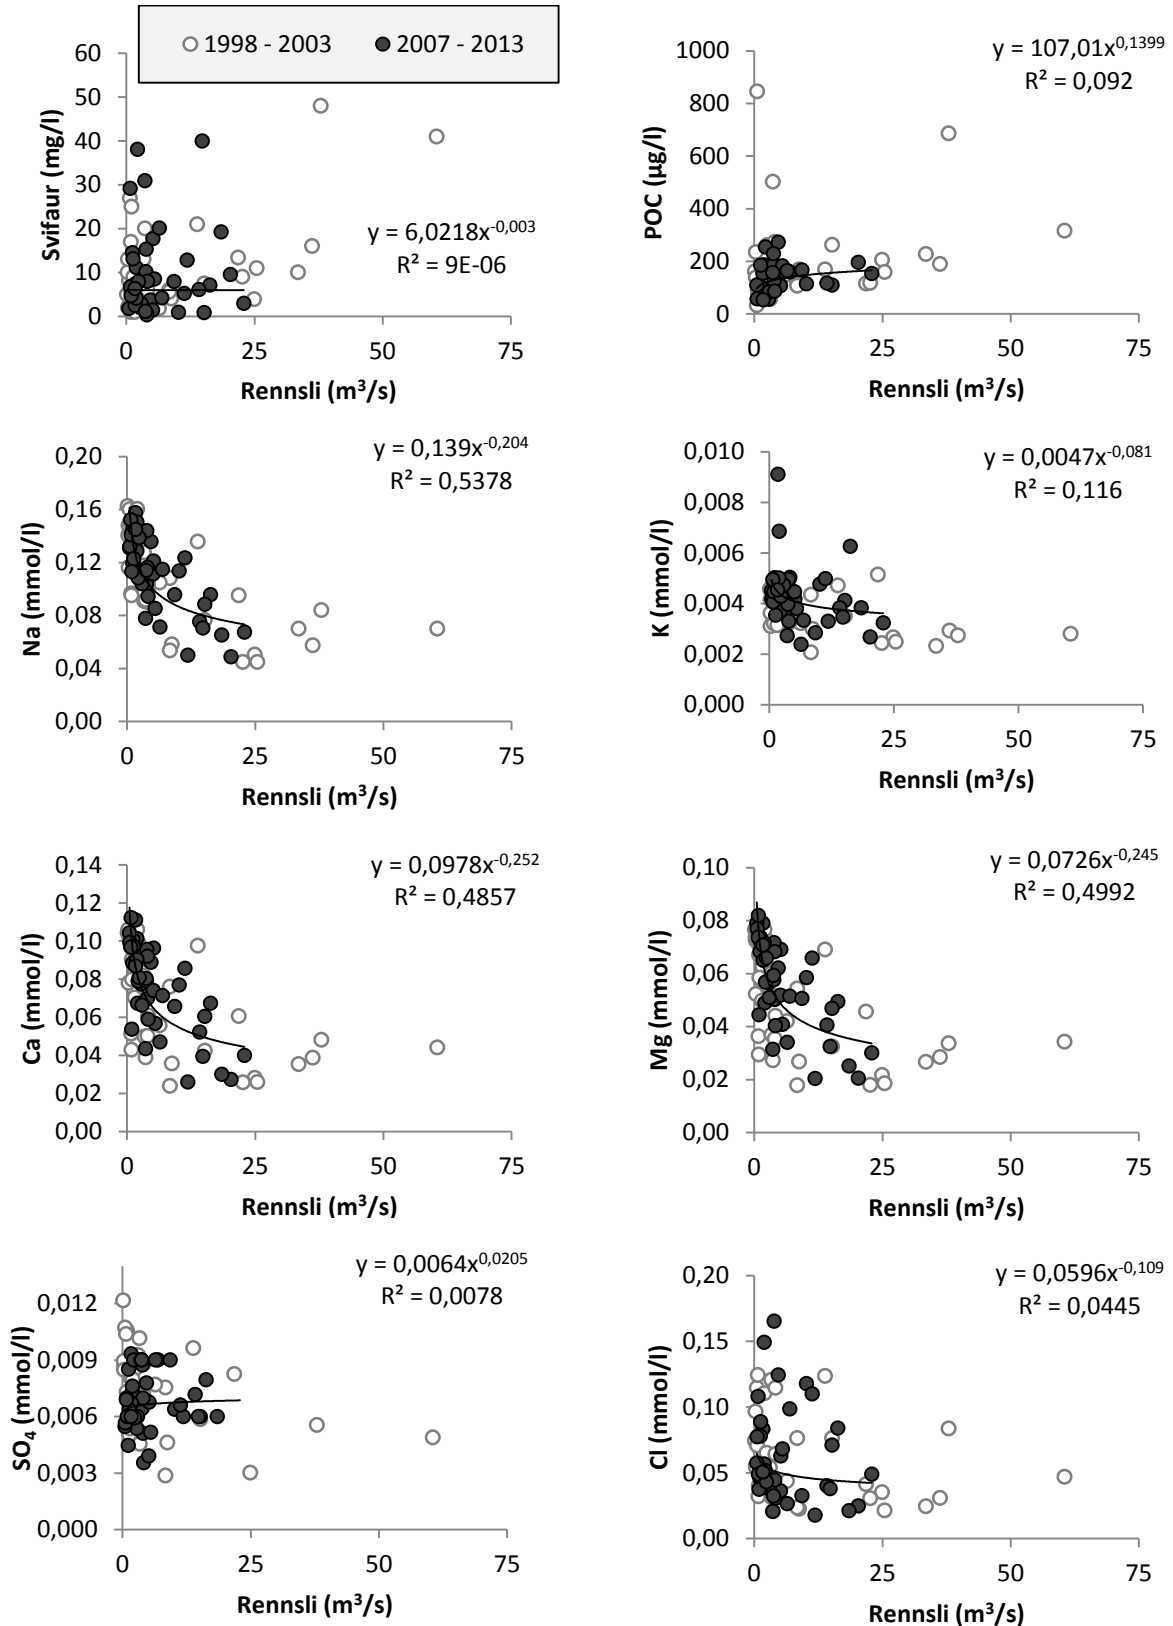 1998 - 2003 2007 - 2013
60
50
40
30
20
10
0
Svifaur (mg/l)
y = 6,0218x^-0,003
R² = 9E-06
0 25 50 75
Rennsli (m³/s)
1000
800
600
400
200
0
POC (µg/l)
y = 107,01x^0,1399
R² = 0,092
0 25 50 75
Rennsli (m³/s)
0,20
0,16
0,12
0,08
0,04
0,00
Na (mmol/l)
y = 0,139x^-0,204
R² = 0,5378
0 25 50 75
Rennsli (m³/s)
0,010
0,008
0,006
0,004
0,002
0,000
K (mmol/l)
y = 0,0047x^-0,081
R² = 0,116
0 25 50 75
Rennsli (m³/s)
0,14
0,12
0,10
0,08
0,06
0,04
0,02
0,00
Ca (mmol/l)
y = 0,0978x^-0,252
R² = 0,4857
0 25 50 75
Rennsli (m³/s)
0,10
0,08
0,06
0,04
0,02
0,00
Mg (mmol/l)
y = 0,0726x^-0,245
R² = 0,4992
0 25 50 75
Rennsli (m³/s)
0,012
0,009
0,006
0,003
0,000
SO₄ (mmol/l)
y = 0,0064x^0,0205
R² = 0,0078
0 25 50 75
Rennsli (m³/s)
0,20
0,15
0,10
0,05
0,00
Cl (mmol/l)
y = 0,0596x^-0,109
R² = 0,0445
0 25 50 75
Rennsli (m³/s)